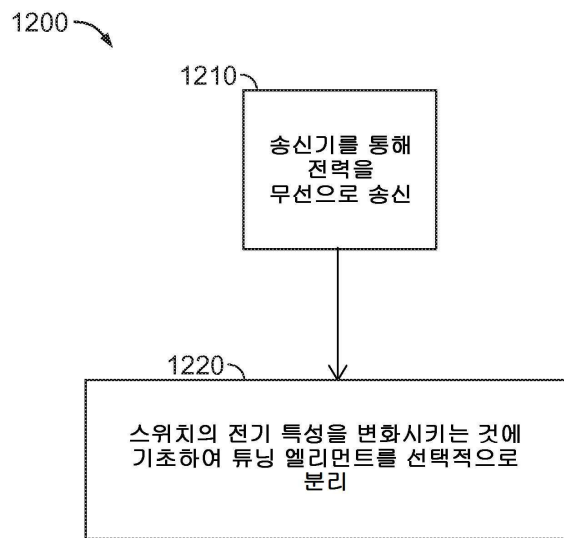 1200
1210
송신기를 통해
전력을
무선으로 송신
1220
스위치의 전기 특성을 변화시키는 것에
기초하여 튜닝 엘리먼트를 선택적으로
분리